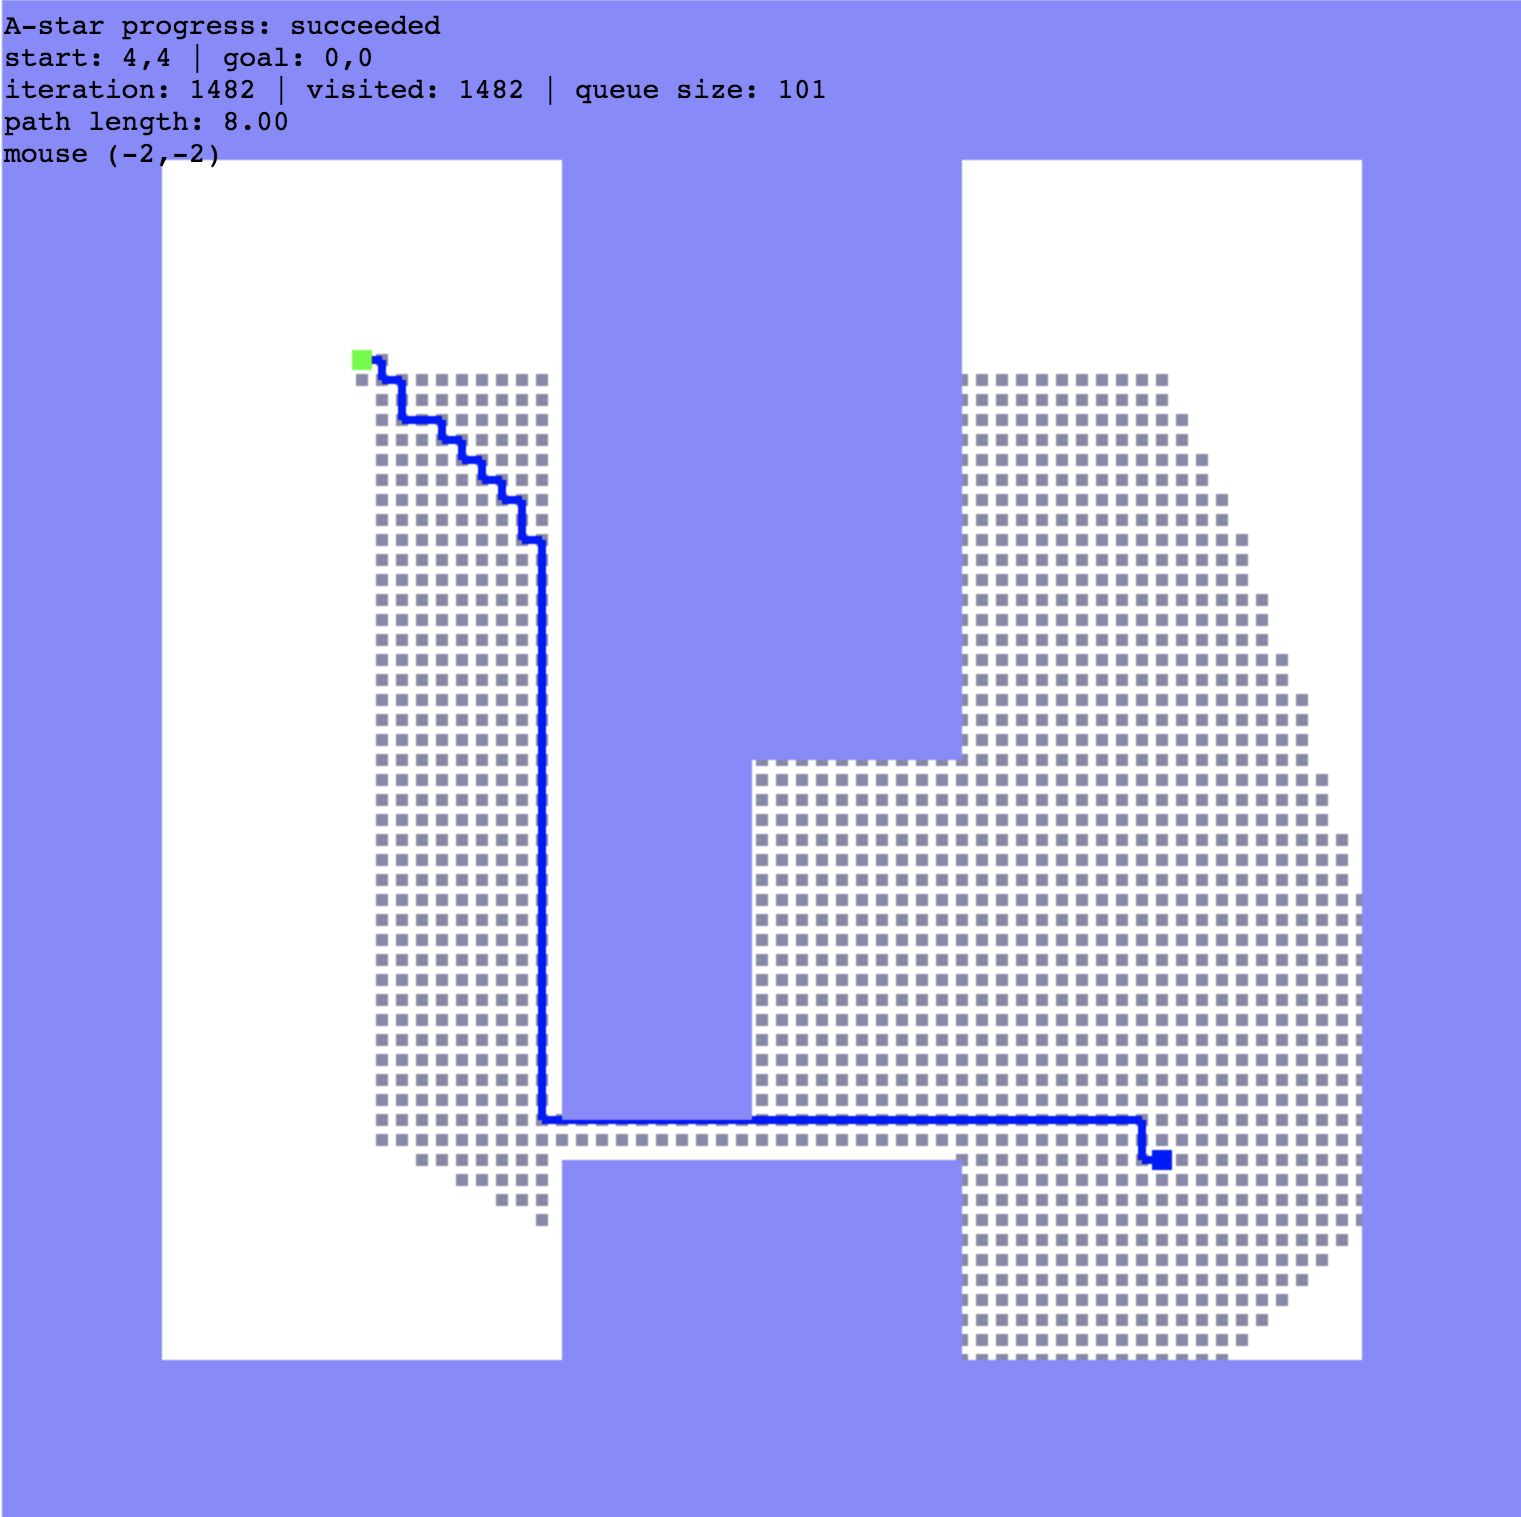 A-star progress: succeeded
start: 4,4 | goal: 0,0
iteration: 1482 | visited: 1482 | queue size: 101
path length: 8.00
mouse (-2,-2)